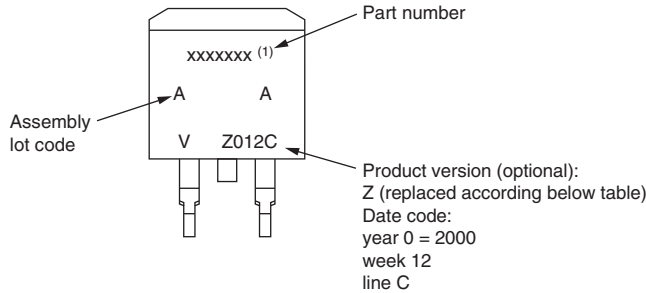 Part number
xxxxxxx (1)
A A
Assembly
lot code
V Z012C
Product version (optional):
Z (replaced according below table)
Date code:
year 0 = 2000
week 12
line C